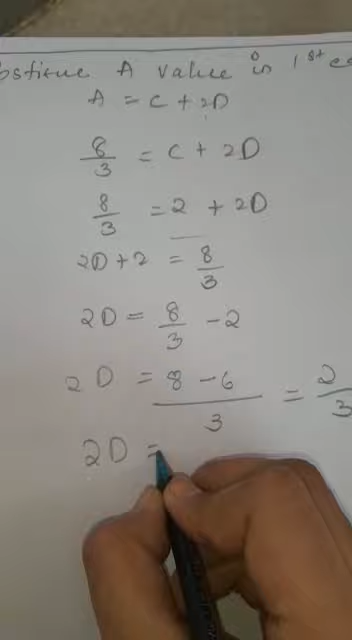 bstitue A value in 1st
A = C + 2D
8/3 = C + 2D
8/3 = 2 + 2D
2D + 2 = 8/3
2D = 8/3 - 2
2D = 8 - 6/3 = 2/3
2D =